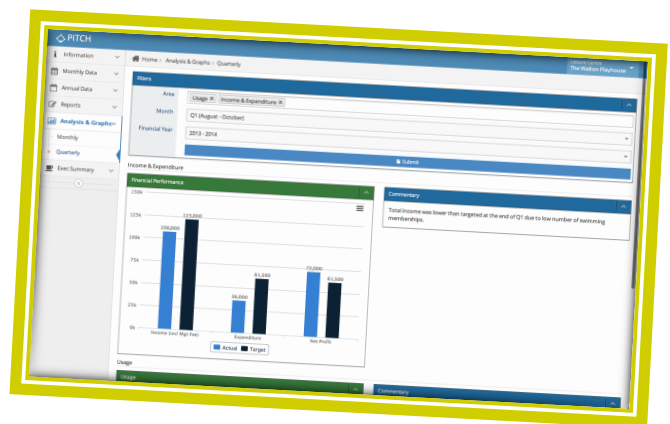 PITCH
Leisure Centre
The Walton Playhouse
Information
Monthly Data
Annual Data
Reports
Analysis & Graphs
Monthly
Quarterly
Exec Summary
Home › Analysis & Graphs › Quarterly
Filters
Area
Usage × Income & Expenditure ×
Month
Q1 (August - October)
Financial Year
2013 - 2014
Submit
Income & Expenditure
Financial Performance
150k
125k
100k
75k
50k
25k
0k
108,000
123,000
36,000
61,500
72,000
61,500
Income (incl Mgt Fee)
Expenditure
Net Profit
Actual Target
Commentary
Total income was lower than targeted at the end of Q1 due to low number of swimming
memberships.
Usage
Usage
Commentary